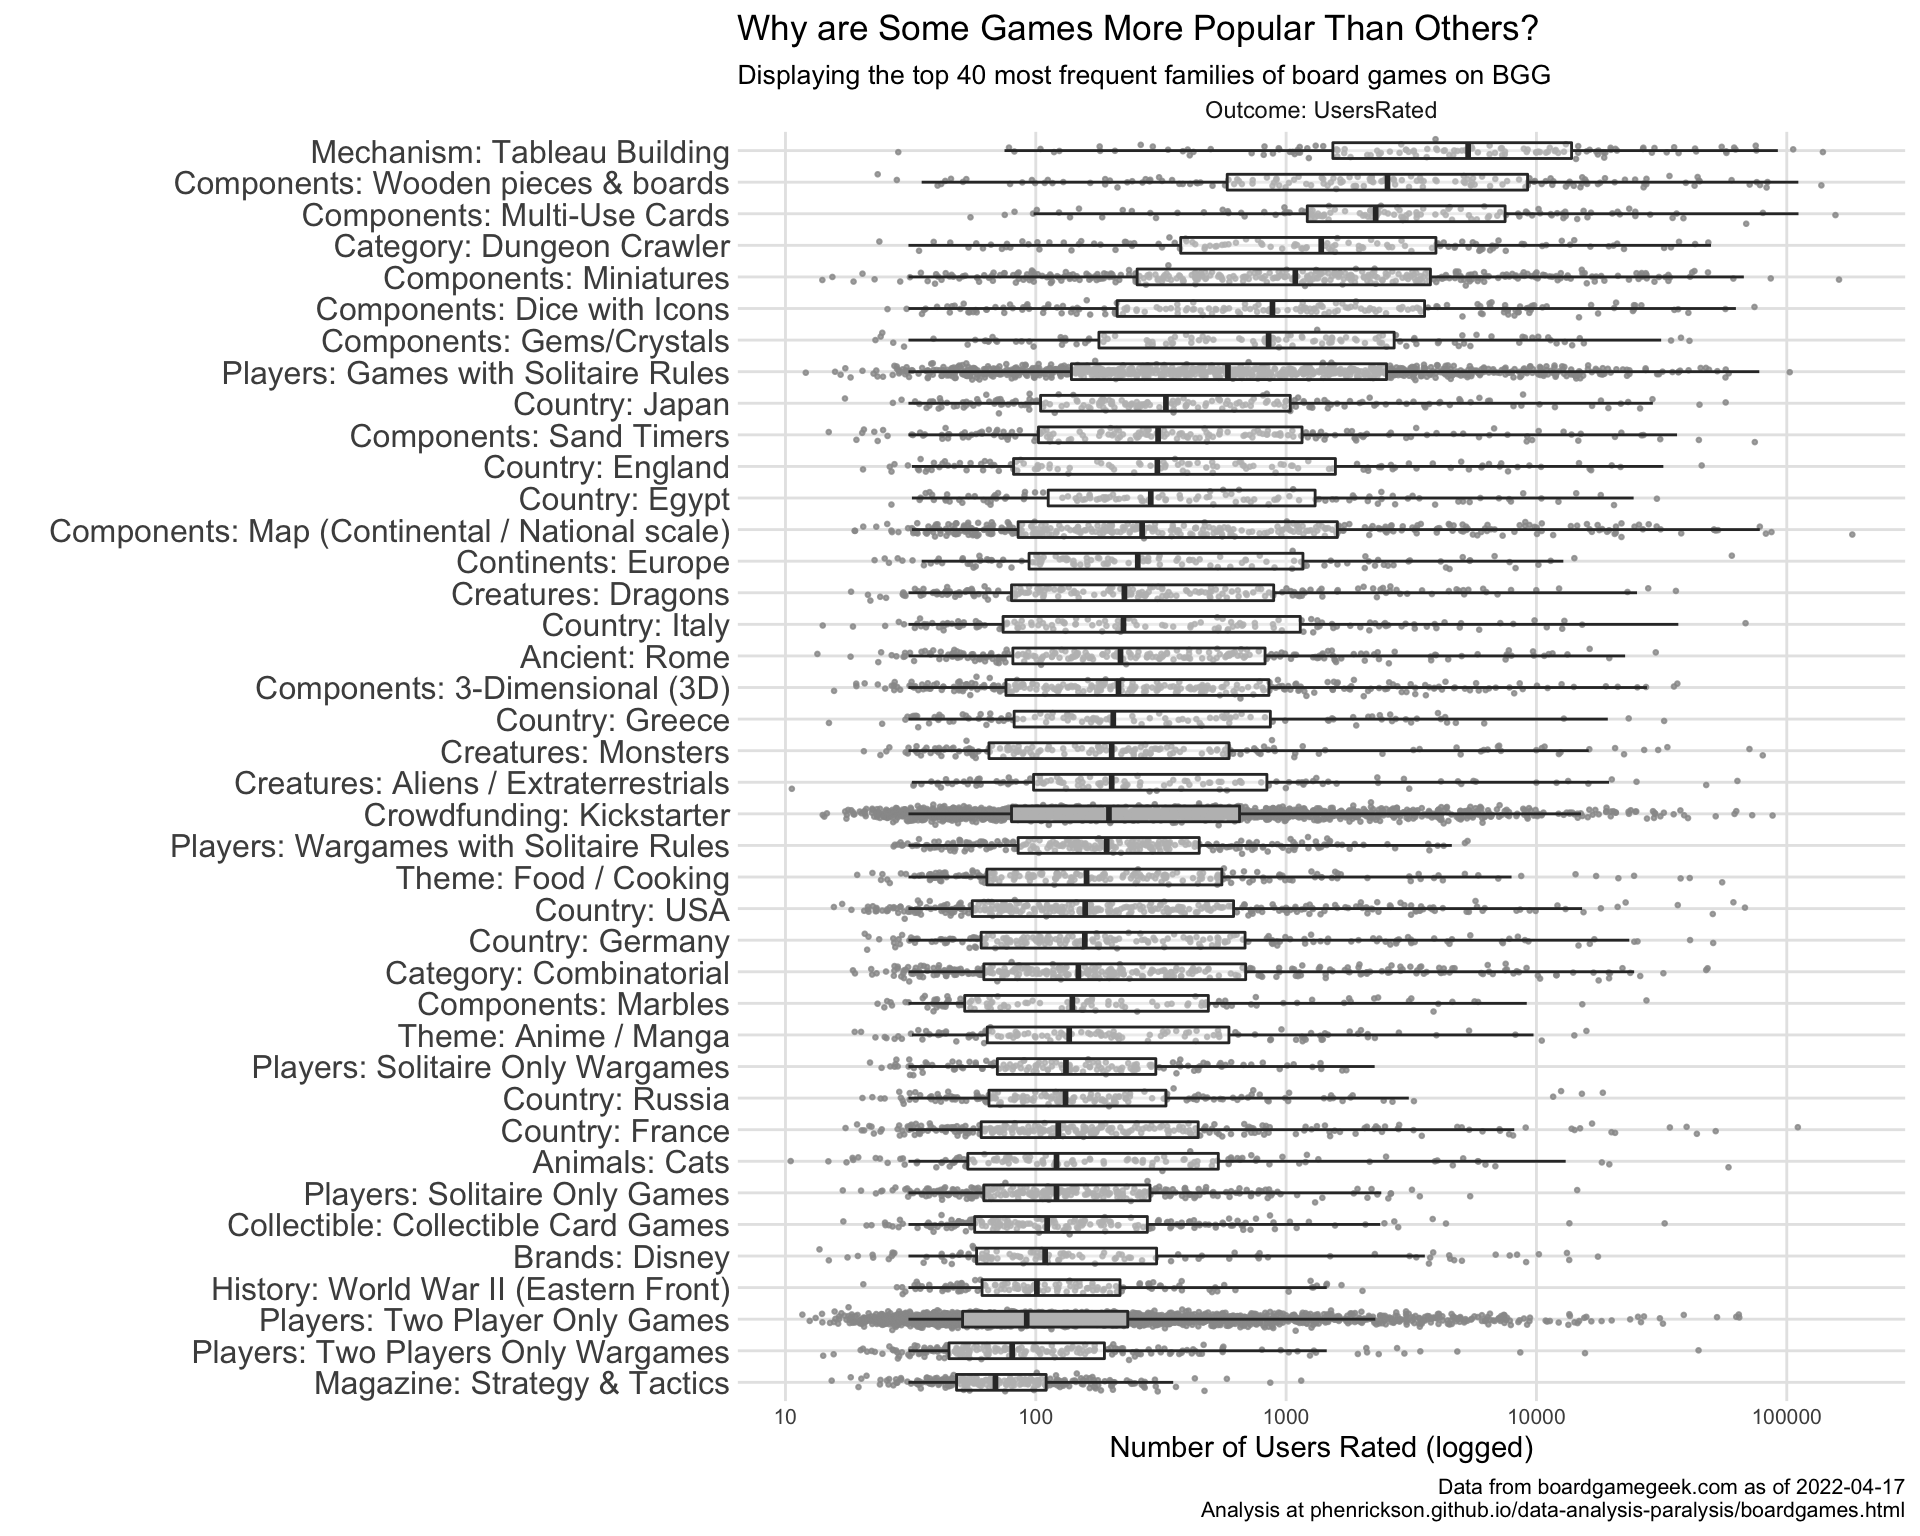 Why are Some Games More Popular Than Others?
Displaying the top 40 most frequent families of board games on BGG
Outcome: UsersRated
Mechanism: Tableau Building
Components: Wooden pieces & boards
Components: Multi-Use Cards
Category: Dungeon Crawler
Components: Miniatures
Components: Dice with Icons
Components: Gems/Crystals
Players: Games with Solitaire Rules
Country: Japan
Components: Sand Timers
Country: England
Country: Egypt
Components: Map (Continental / National scale)
Continents: Europe
Creatures: Dragons
Country: Italy
Ancient: Rome
Components: 3-Dimensional (3D)
Country: Greece
Creatures: Monsters
Creatures: Aliens / Extraterrestrials
Crowdfunding: Kickstarter
Players: Wargames with Solitaire Rules
Theme: Food / Cooking
Country: USA
Country: Germany
Category: Combinatorial
Components: Marbles
Theme: Anime / Manga
Players: Solitaire Only Wargames
Country: Russia
Country: France
Animals: Cats
Players: Solitaire Only Games
Collectible: Collectible Card Games
Brands: Disney
History: World War II (Eastern Front)
Players: Two Player Only Games
Players: Two Players Only Wargames
Magazine: Strategy & Tactics
10 100 1000 10000 100000
Number of Users Rated (logged)
Data from boardgamegeek.com as of 2022-04-17
Analysis at phenrickson.github.io/data-analysis-paralysis/boardgames.html